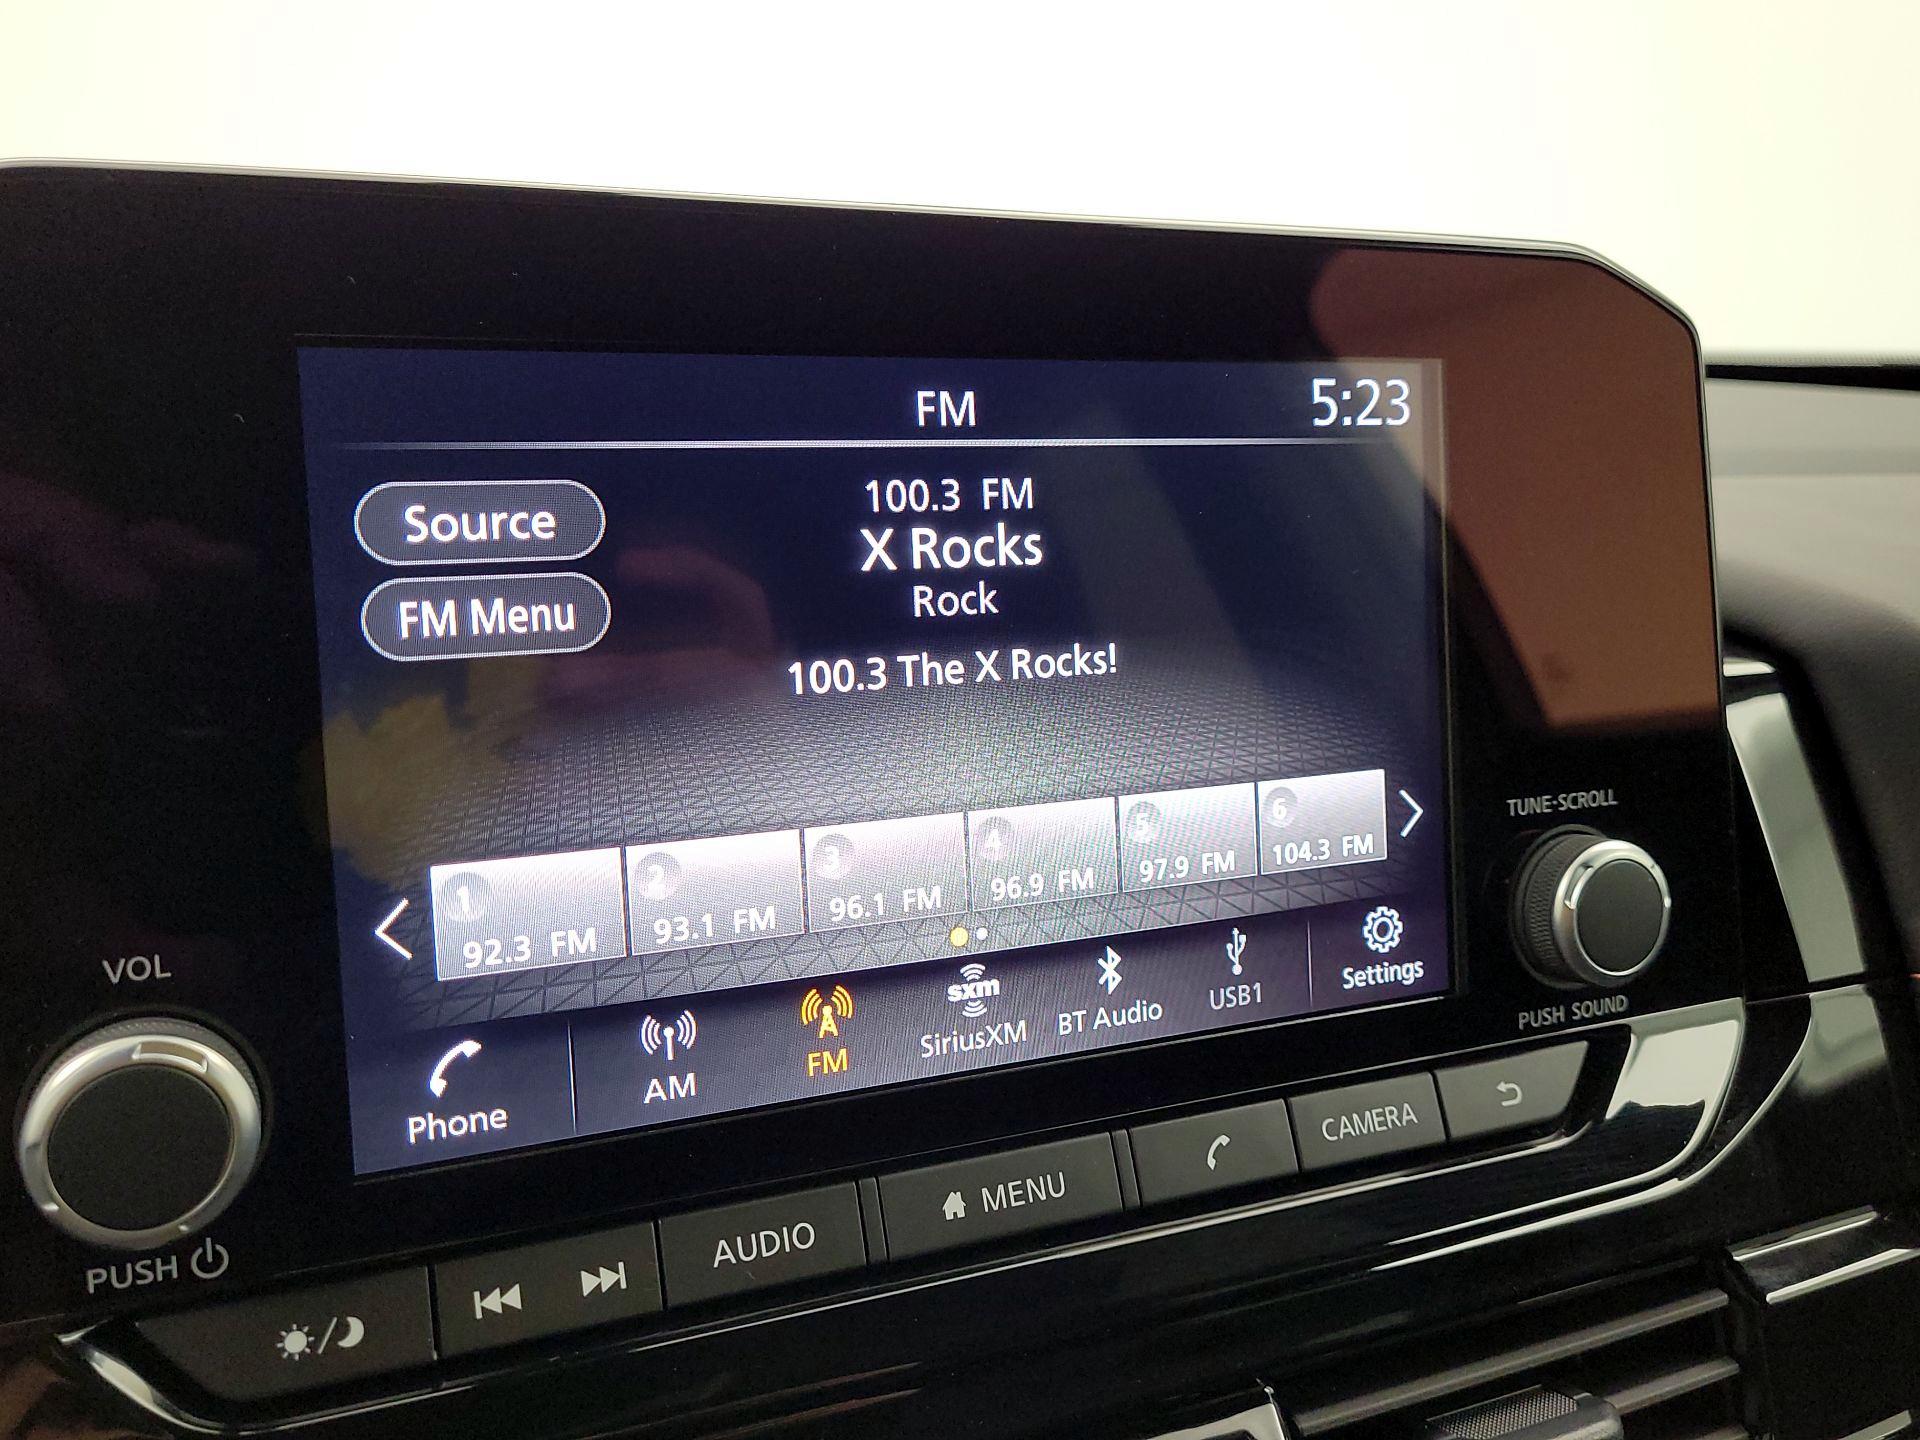 FM
5:23
Source
FM Menu
100.3 FM
X Rocks
Rock
100.3 The X Rocks!
1
92.3 FM
2
93.1 FM
3
96.1 FM
4
96.9 FM
5
97.9 FM
6
104.3 FM
Phone
AM
FM
sxm
SiriusXM
BT Audio
USB1
Settings
VOL
PUSH
TUNE-SCROLL
PUSH SOUND
AUDIO
MENU
CAMERA